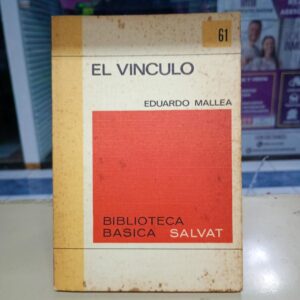 61
EL VINCULO
EDUARDO MALLEA
BIBLIOTECA
BASICA SALVAT